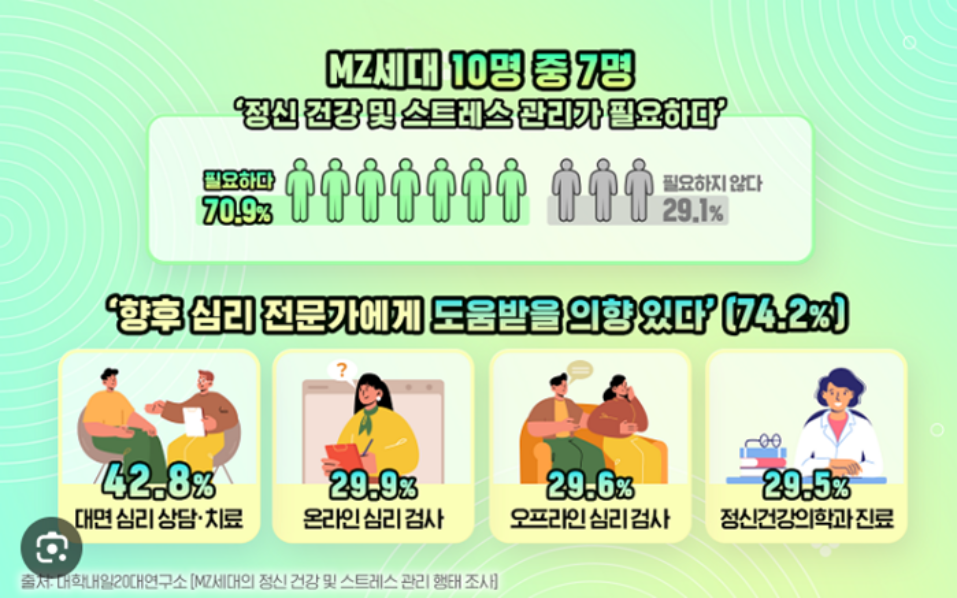 MZ세대 10명 중 7명
‘정신 건강 및 스트레스 관리가 필요하다’
필요하다
70.9%
필요하지 않다
29.1%
‘향후 심리 전문가에게 도움받을 의향 있다’ (74.2%)
?
42.8%
대면 심리 상담·치료
29.9%
온라인 심리 검사
29.6%
오프라인 심리 검사
29.5%
정신건강의학과 진료
출처: 대학내일20대연구소 [MZ세대의 정신 건강 및 스트레스 관리 행태 조사]